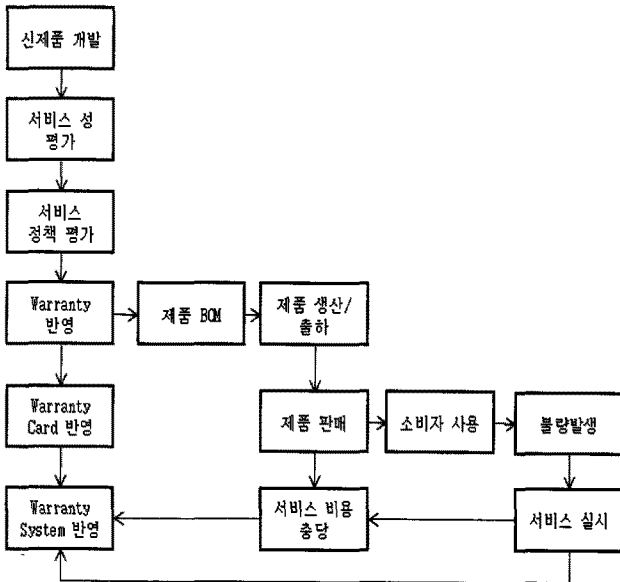 신제품 개발
서비스 성
평가
서비스
정책 평가
Warranty
반영
제품 BOM
제품 생산/
출하
Warranty
Card 반영
제품 판매
소비자 사용
불량발생
Warranty
System 반영
서비스 비용
충당
서비스 실시